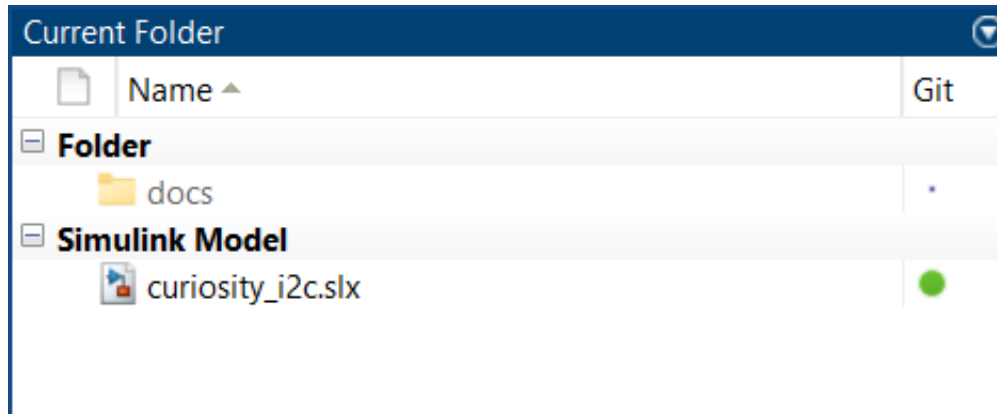 Current Folder
Name Git
Folder
docs
Simulink Model
curiosity_i2c.slx